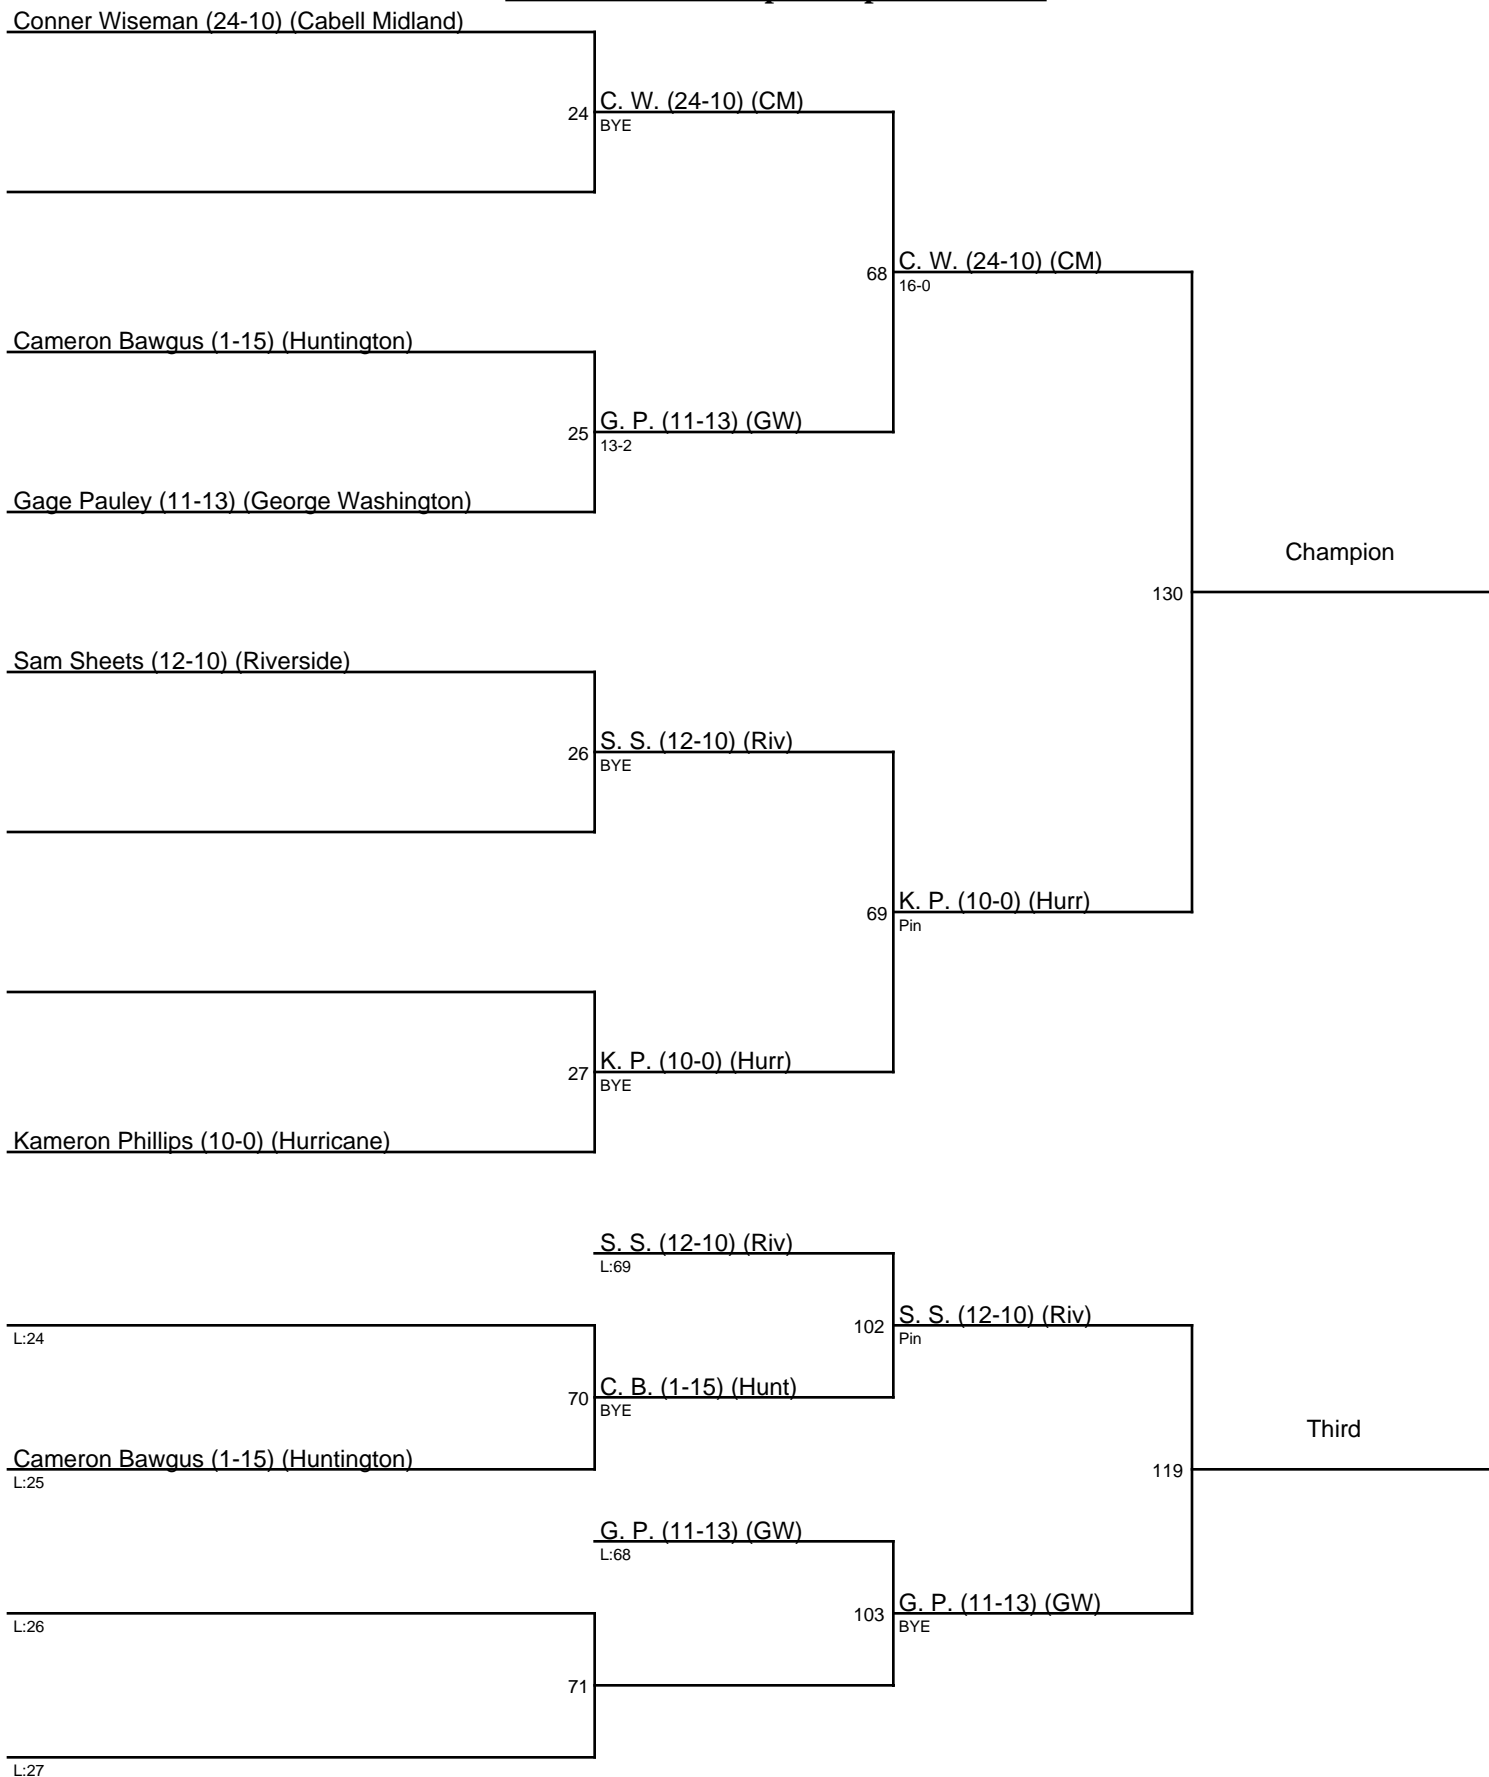 Conner Wiseman (24-10) (Cabell Midland)
24 C. W. (24-10) (CM)
BYE
68 C. W. (24-10) (CM)
16-0
Cameron Bawgus (1-15) (Huntington)
25 G. P. (11-13) (GW)
13-2
Gage Pauley (11-13) (George Washington)
Champion
130
Sam Sheets (12-10) (Riverside)
26 S. S. (12-10) (Riv)
BYE
69 K. P. (10-0) (Hurr)
Pin
27 K. P. (10-0) (Hurr)
BYE
Kameron Phillips (10-0) (Hurricane)
S. S. (12-10) (Riv)
L:69
102 S. S. (12-10) (Riv)
Pin
L:24
70 C. B. (1-15) (Hunt)
BYE
Third
Cameron Bawgus (1-15) (Huntington)
L:25
119
G. P. (11-13) (GW)
L:68
103 G. P. (11-13) (GW)
BYE
L:26
71
L:27